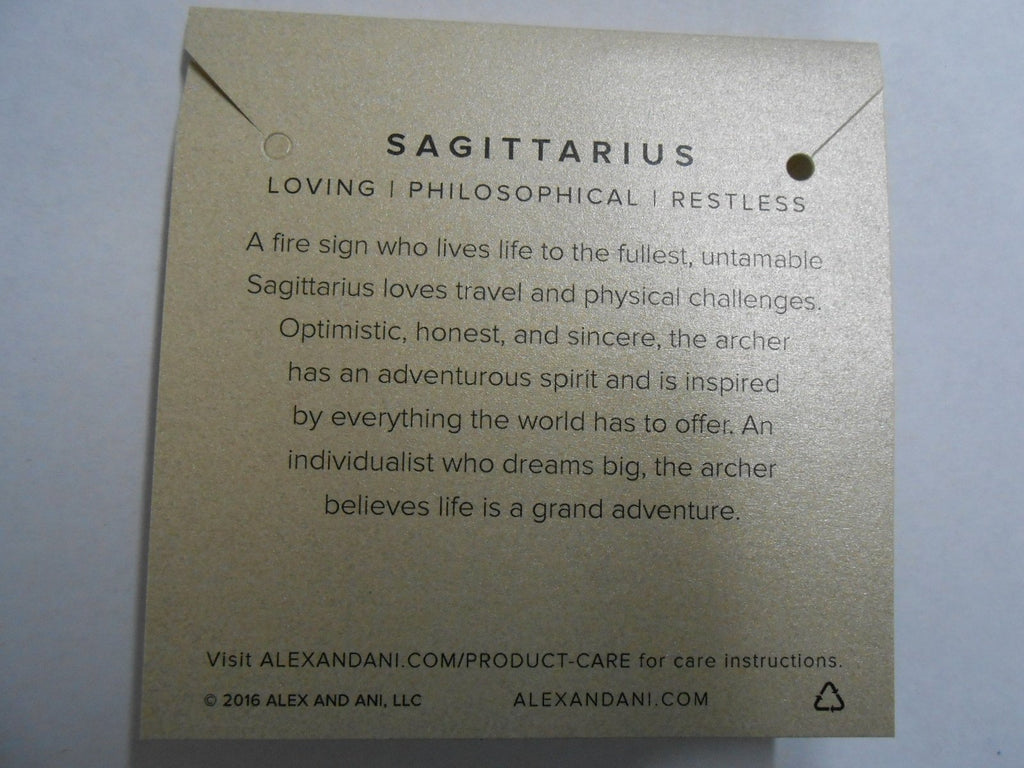 SAGITTARIUS
LOVING | PHILOSOPHICAL | RESTLESS
A fire sign who lives life to the fullest, untamable
Sagittarius loves travel and physical challenges.
Optimistic, honest, and sincere, the archer
has an adventurous spirit and is inspired
by everything the world has to offer. An
individualist who dreams big, the archer
believes life is a grand adventure.
Visit ALEXANDANI.COM/PRODUCT-CARE for care instructions.
© 2016 ALEX AND ANI, LLC ALEXANDANI.COM